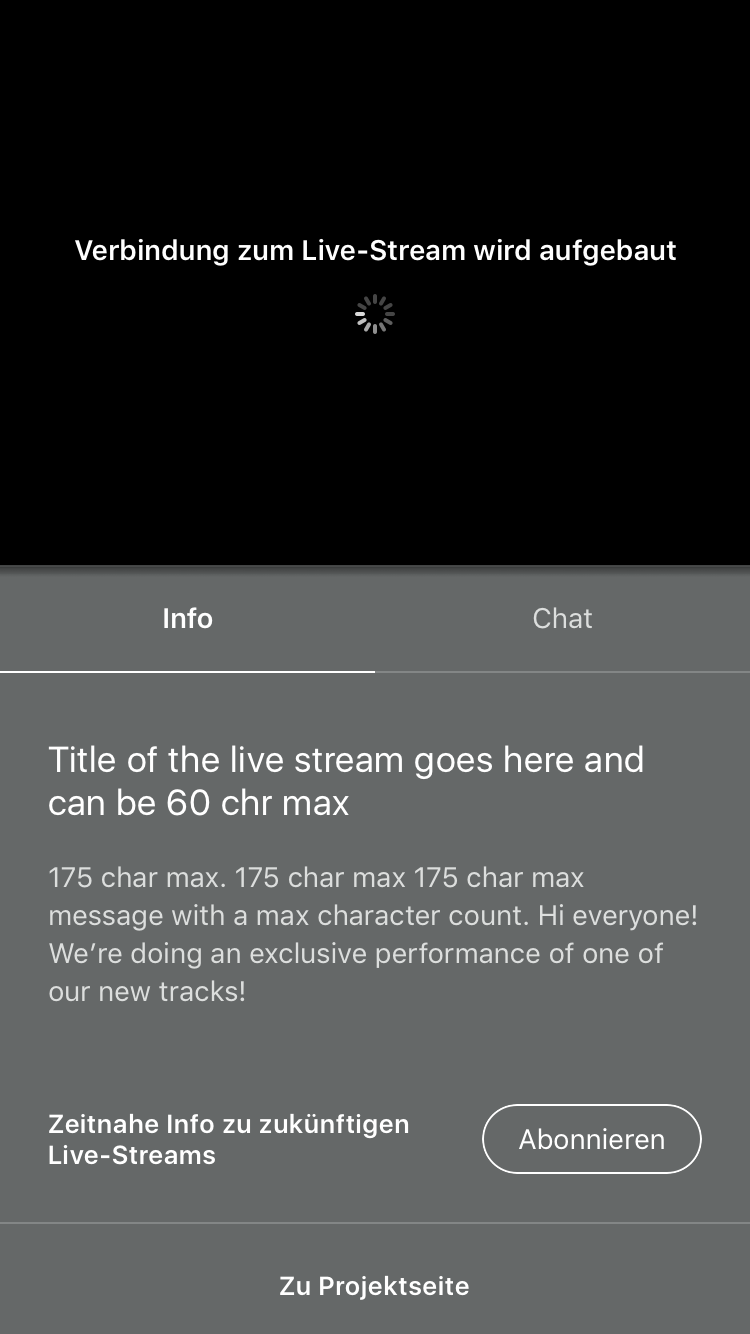 Verbindung zum Live-Stream wird aufgebaut
Info
Chat
Title of the live stream goes here and
can be 60 chr max
175 char max. 175 char max 175 char max
message with a max character count. Hi everyone!
We’re doing an exclusive performance of one of
our new tracks!
Zeitnahe Info zu zukünftigen
Live-Streams
Abonnieren
Zu Projektseite